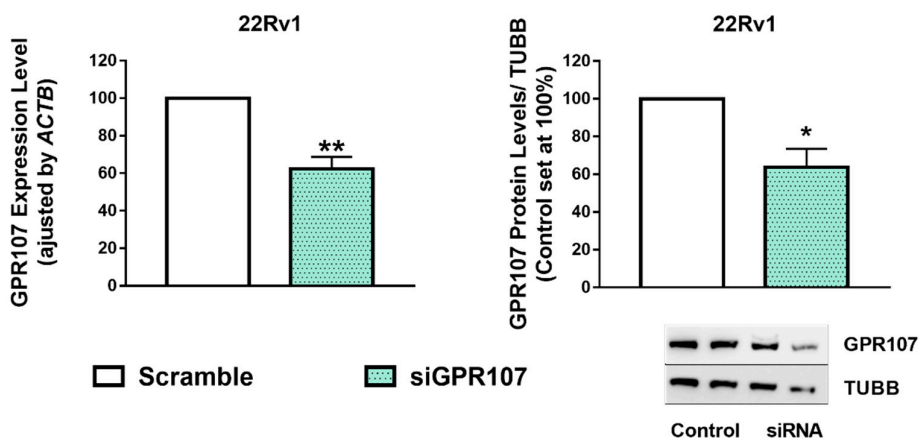 22Rv1
GPR107 Expression Level
(ajusted by ACTB)
120
100
80
60
40
20
0
**
22Rv1
GPR107 Protein Levels/ TUBB
(Control set at 100%)
120
100
80
60
40
20
0
*
Scramble
siGPR107
GPR107
TUBB
Control
siRNA